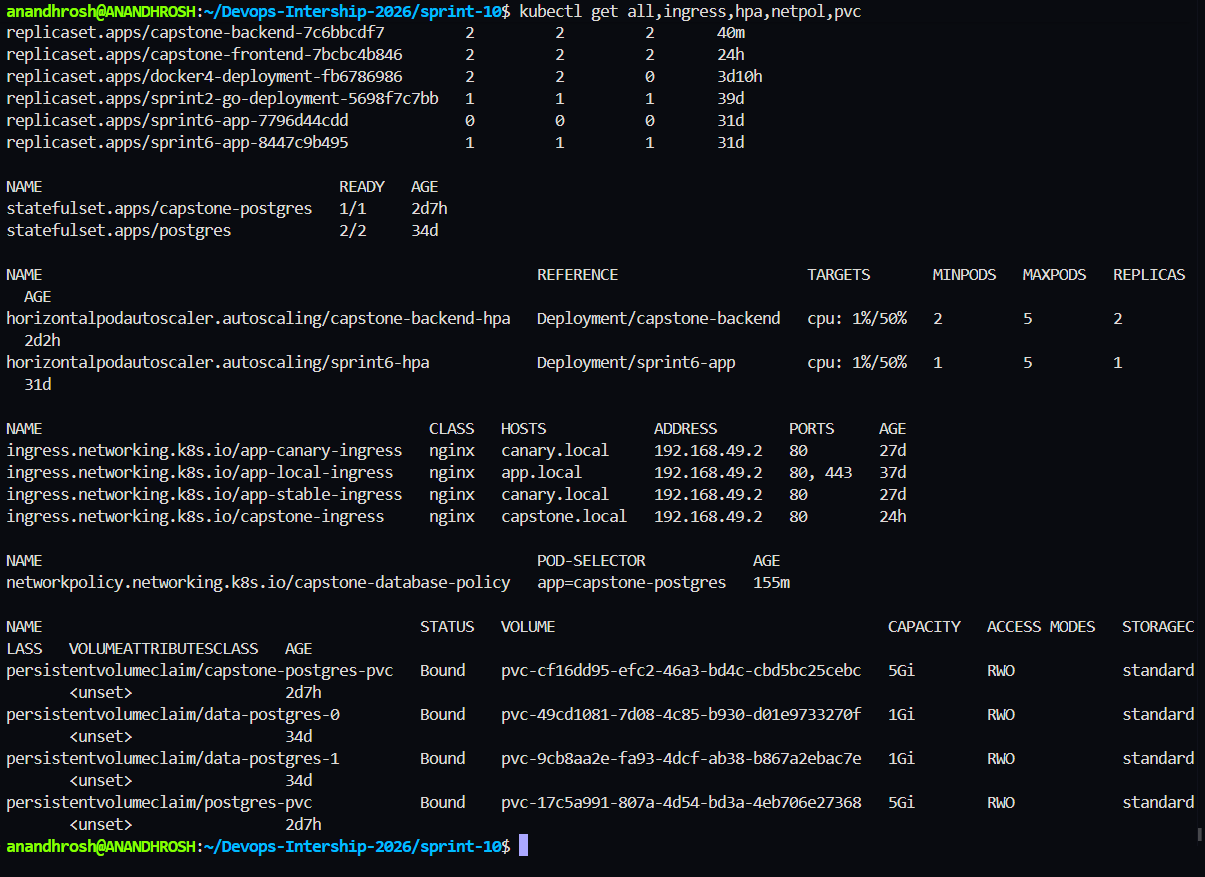 anandhrosh@ANANDHROSH:~/Devops-Intership-2026/sprint-10$ kubectl get all,ingress,hpa,netpol,pvc
replicaset.apps/capstone-backend-7c6bbcdf7 2 2 2 40m
replicaset.apps/capstone-frontend-7bcbc4b846 2 2 2 24h
replicaset.apps/docker4-deployment-fb6786986 2 2 0 3d10h
replicaset.apps/sprint2-go-deployment-5698f7c7bb 1 1 1 39d
replicaset.apps/sprint6-app-7796d44cdd 0 0 0 31d
replicaset.apps/sprint6-app-8447c9b495 1 1 1 31d
NAME READY AGE
statefulset.apps/capstone-postgres 1/1 2d7h
statefulset.apps/postgres 2/2 34d
NAME REFERENCE TARGETS MINPODS MAXPODS REPLICAS
AGE
horizontalpodautoscaler.autoscaling/capstone-backend-hpa Deployment/capstone-backend cpu: 1%/50% 2 5 2
2d2h
horizontalpodautoscaler.autoscaling/sprint6-hpa Deployment/sprint6-app cpu: 1%/50% 1 5 1
31d
NAME CLASS HOSTS ADDRESS PORTS AGE
ingress.networking.k8s.io/app-canary-ingress nginx canary.local 192.168.49.2 80 27d
ingress.networking.k8s.io/app-local-ingress nginx app.local 192.168.49.2 80, 443 37d
ingress.networking.k8s.io/app-stable-ingress nginx canary.local 192.168.49.2 80 27d
ingress.networking.k8s.io/capstone-ingress nginx capstone.local 192.168.49.2 80 24h
NAME POD-SELECTOR AGE
networkpolicy.networking.k8s.io/capstone-database-policy app=capstone-postgres 155m
NAME STATUS VOLUME CAPACITY ACCESS MODES STORAGEC
LASS VOLUMEATTRIBUTESCLASS AGE
persistentvolumeclaim/capstone-postgres-pvc Bound pvc-cf16dd95-efc2-46a3-bd4c-cbd5bc25cebc 5Gi RWO standard
<unset> 2d7h
persistentvolumeclaim/data-postgres-0 Bound pvc-49cd1081-7d08-4c85-b930-d01e9733270f 1Gi RWO standard
<unset> 34d
persistentvolumeclaim/data-postgres-1 Bound pvc-9cb8aa2e-fa93-4dcf-ab38-b867a2ebac7e 1Gi RWO standard
<unset> 34d
persistentvolumeclaim/postgres-pvc Bound pvc-17c5a991-807a-4d54-bd3a-4eb706e27368 5Gi RWO standard
<unset> 2d7h
anandhrosh@ANANDHROSH:~/Devops-Intership-2026/sprint-10$